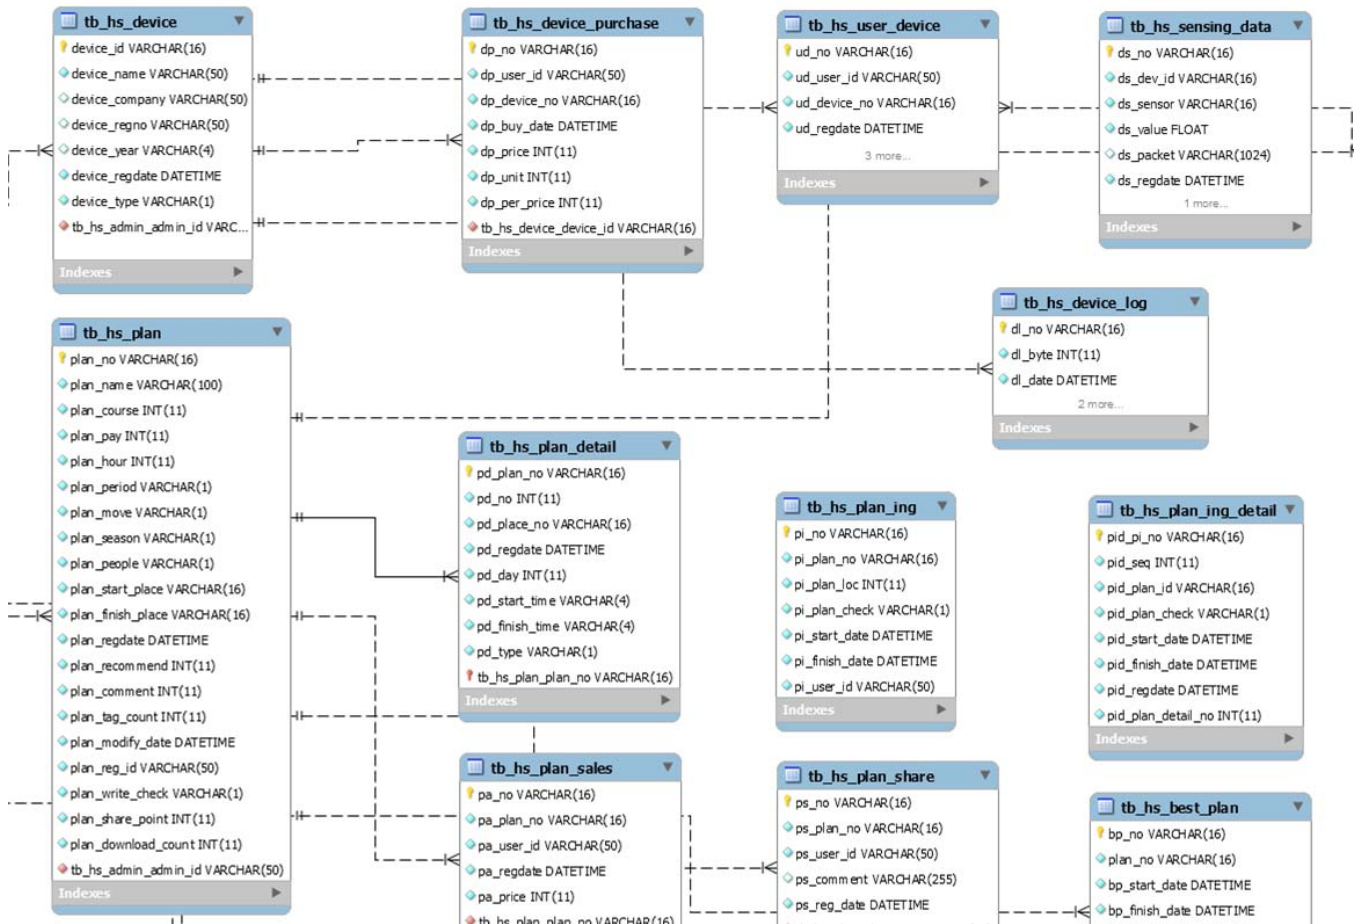 tb_hs_device
device_id VARCHAR(16)
device_name VARCHAR(50)
device_company VARCHAR(50)
device_regno VARCHAR(50)
device_year VARCHAR(4)
device_regdate DATETIME
device_type VARCHAR(1)
tb_hs_admin_admin_id VARC...
Indexes
tb_hs_device_purchase
dp_no VARCHAR(16)
dp_user_id VARCHAR(50)
dp_device_no VARCHAR(16)
dp_buy_date DATETIME
dp_price INT(11)
dp_unit INT(11)
dp_per_price INT(11)
tb_hs_device_device_id VARCHAR(16)
Indexes
tb_hs_user_device
ud_no VARCHAR(16)
ud_user_id VARCHAR(50)
ud_device_no VARCHAR(16)
ud_regdate DATETIME
3 more...
Indexes
tb_hs_sensing_data
ds_no VARCHAR(16)
ds_dev_id VARCHAR(16)
ds_sensor VARCHAR(16)
ds_value FLOAT
ds_packet VARCHAR(1024)
ds_regdate DATETIME
1 more...
Indexes
tb_hs_device_log
dl_no VARCHAR(16)
dl_byte INT(11)
dl_date DATETIME
2 more...
Indexes
tb_hs_plan
plan_no VARCHAR(16)
plan_name VARCHAR(100)
plan_course INT(11)
plan_pay INT(11)
plan_hour INT(11)
plan_period VARCHAR(1)
plan_move VARCHAR(1)
plan_season VARCHAR(1)
plan_people VARCHAR(1)
plan_start_place VARCHAR(16)
plan_finish_place VARCHAR(16)
plan_regdate DATETIME
plan_recommend INT(11)
plan_comment INT(11)
plan_tag_count INT(11)
plan_modify_date DATETIME
plan_reg_id VARCHAR(50)
plan_write_check VARCHAR(1)
plan_share_point INT(11)
plan_download_count INT(11)
tb_hs_admin_admin_id VARCHAR(50)
Indexes
tb_hs_plan_detail
pd_plan_no VARCHAR(16)
pd_no INT(11)
pd_place_no VARCHAR(16)
pd_regdate DATETIME
pd_day INT(11)
pd_start_time VARCHAR(4)
pd_finish_time VARCHAR(4)
pd_type VARCHAR(1)
tb_hs_plan_plan_no VARCHAR(16)
Indexes
tb_hs_plan_ing
pi_no VARCHAR(16)
pi_plan_no VARCHAR(16)
pi_plan_loc INT(11)
pi_plan_check VARCHAR(1)
pi_start_date DATETIME
pi_finish_date DATETIME
pi_user_id VARCHAR(50)
Indexes
tb_hs_plan_ing_detail
pid_pi_no VARCHAR(16)
pid_seq INT(11)
pid_plan_id VARCHAR(16)
pid_plan_check VARCHAR(1)
pid_start_date DATETIME
pid_finish_date DATETIME
pid_regdate DATETIME
pid_plan_detail_no INT(11)
Indexes
tb_hs_plan_sales
pa_no VARCHAR(16)
pa_plan_no VARCHAR(16)
pa_user_id VARCHAR(50)
pa_regdate DATETIME
pa_price INT(11)
tb_hs_plan_plan_no VARCHAR(16)
tb_hs_plan_share
ps_no VARCHAR(16)
ps_plan_no VARCHAR(16)
ps_user_id VARCHAR(50)
ps_comment VARCHAR(255)
ps_reg_date DATETIME
tb_hs_best_plan
bp_no VARCHAR(16)
plan_no VARCHAR(16)
bp_start_date DATETIME
bp_finish_date DATETIME